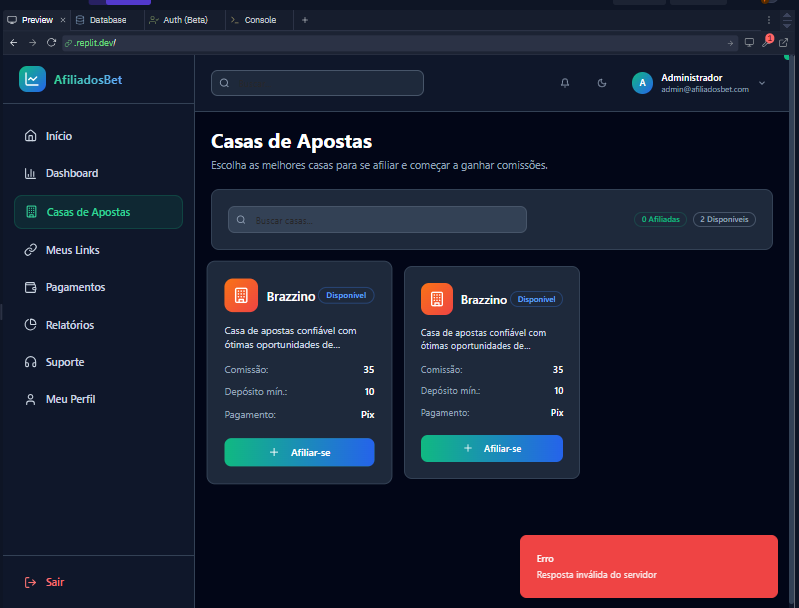 Preview × Database Auth (Beta) Console +
.replit.dev/
1
AfiliadosBet
A Administrador
admin@afiliadosbet.com
Início
Dashboard
Casas de Apostas
Meus Links
Pagamentos
Relatórios
Suporte
Meu Perfil
Sair
Casas de Apostas
Escolha as melhores casas para se afiliar e começar a ganhar comissões.
Buscar casas...
0 Afiliadas 2 Disponíveis
Brazzino Disponível
Casa de apostas confiável com
ótimas oportunidades de...
Comissão: 35
Depósito mín.: 10
Pagamento: Pix
+ Afiliar-se
Brazzino Disponível
Casa de apostas confiável com
ótimas oportunidades de...
Comissão: 35
Depósito mín.: 10
Pagamento: Pix
+ Afiliar-se
Erro
Resposta inválida do servidor